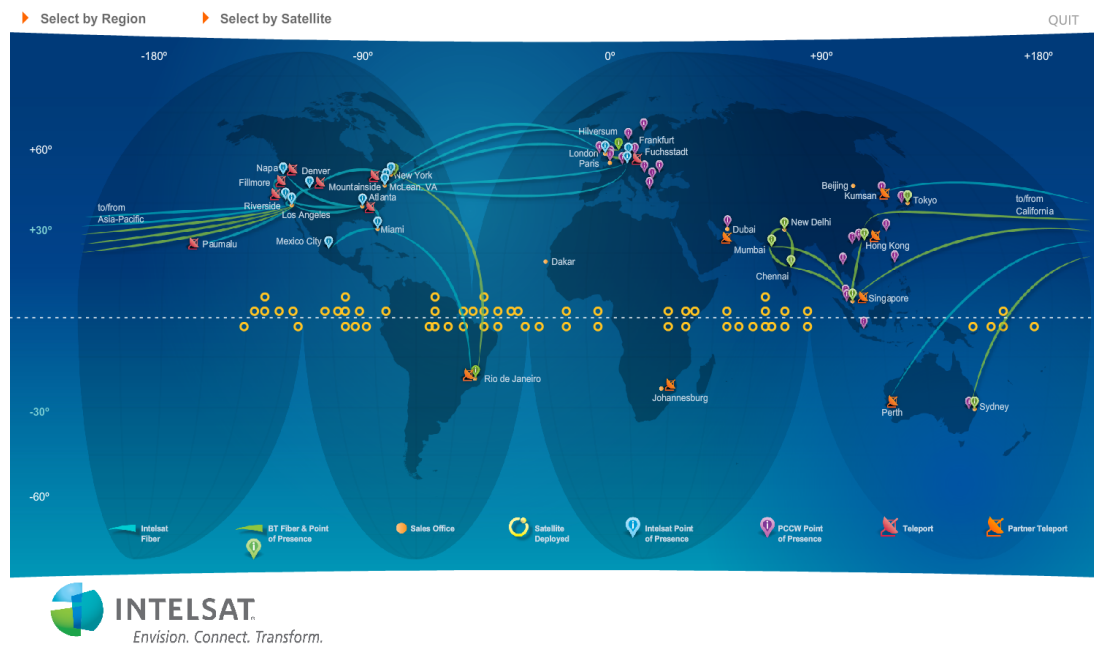 Select by Region
Select by Satellite
QUIT
-180º
-90º
0º
+90º
+180º
+60º
Hilversum
Frankfurt
London
Fuchsstadt
Paris
Napa
Denver
New York
Fillmore
Mountainside
McLean, VA
Beijing
Kumsan
Tokyo
to/from
California
Riverside
Atlanta
to/from
Asia-Pacific
Los Angeles
+30º
Miami
Dubai
New Delhi
Paumalu
Mexico City
Mumbai
Hong Kong
Dakar
Chennai
Singapore
Rio de Janeiro
Johannesburg
-30º
Perth
Sydney
-60º
Intelsat
Fiber
BT Fiber & Point
of Presence
Sales Office
Satellite
Deployed
Intelsat Point
of Presence
PCCW Point
of Presence
Teleport
Partner Teleport
INTELSAT
Envision. Connect. Transform.